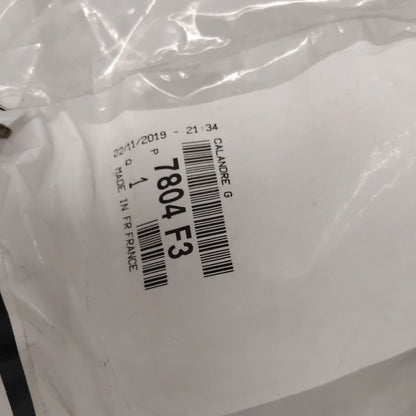 22/11/2019 - 21:34
CALANDRE G
P 7804 F3
Q 1
MADE IN FR FRANCE